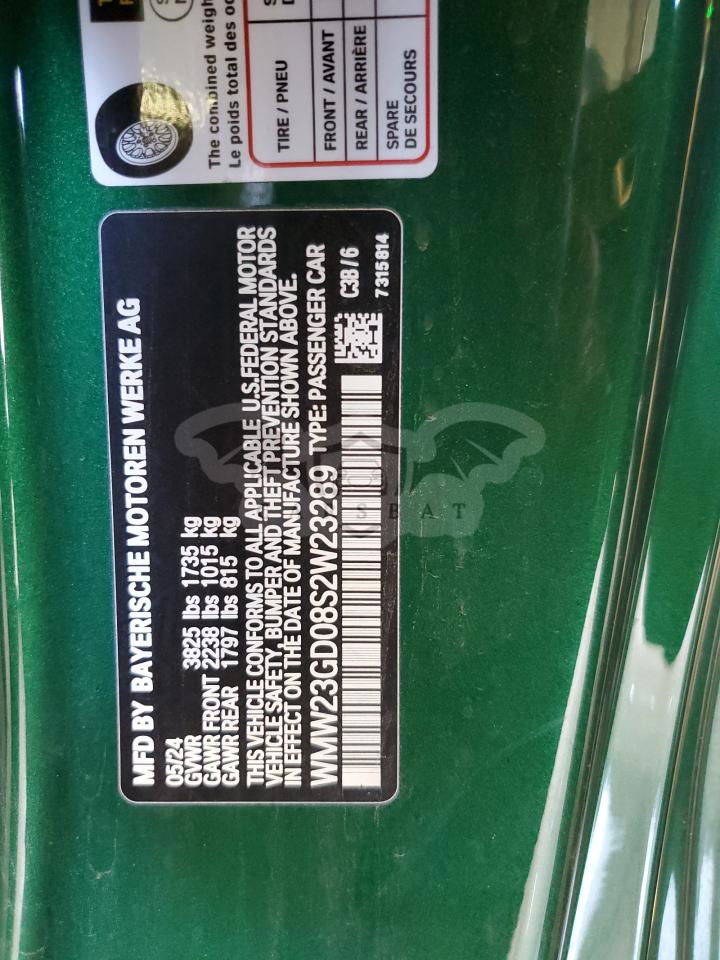 MFD BY BAYERISCHE MOTOREN WERKE AG
05/24
GVWR 3825 lbs 1735 kg
GAWR FRONT 2238 lbs 1015 kg
GAWR REAR 1797 lbs 815 kg
THIS VEHICLE CONFORMS TO ALL APPLICABLE U.S. FEDERAL MOTOR
VEHICLE SAFETY, BUMPER AND THEFT PREVENTION STANDARDS
IN EFFECT ON THE DATE OF MANUFACTURE SHOWN ABOVE.
WMW23GD08S2W23289 TYPE: PASSENGER CAR
C3B/6
7315814
The combined weigh
Le poids total des oc
TIRE / PNEU
FRONT / AVANT
REAR / ARRIÈRE
SPARE
DE SECOURS